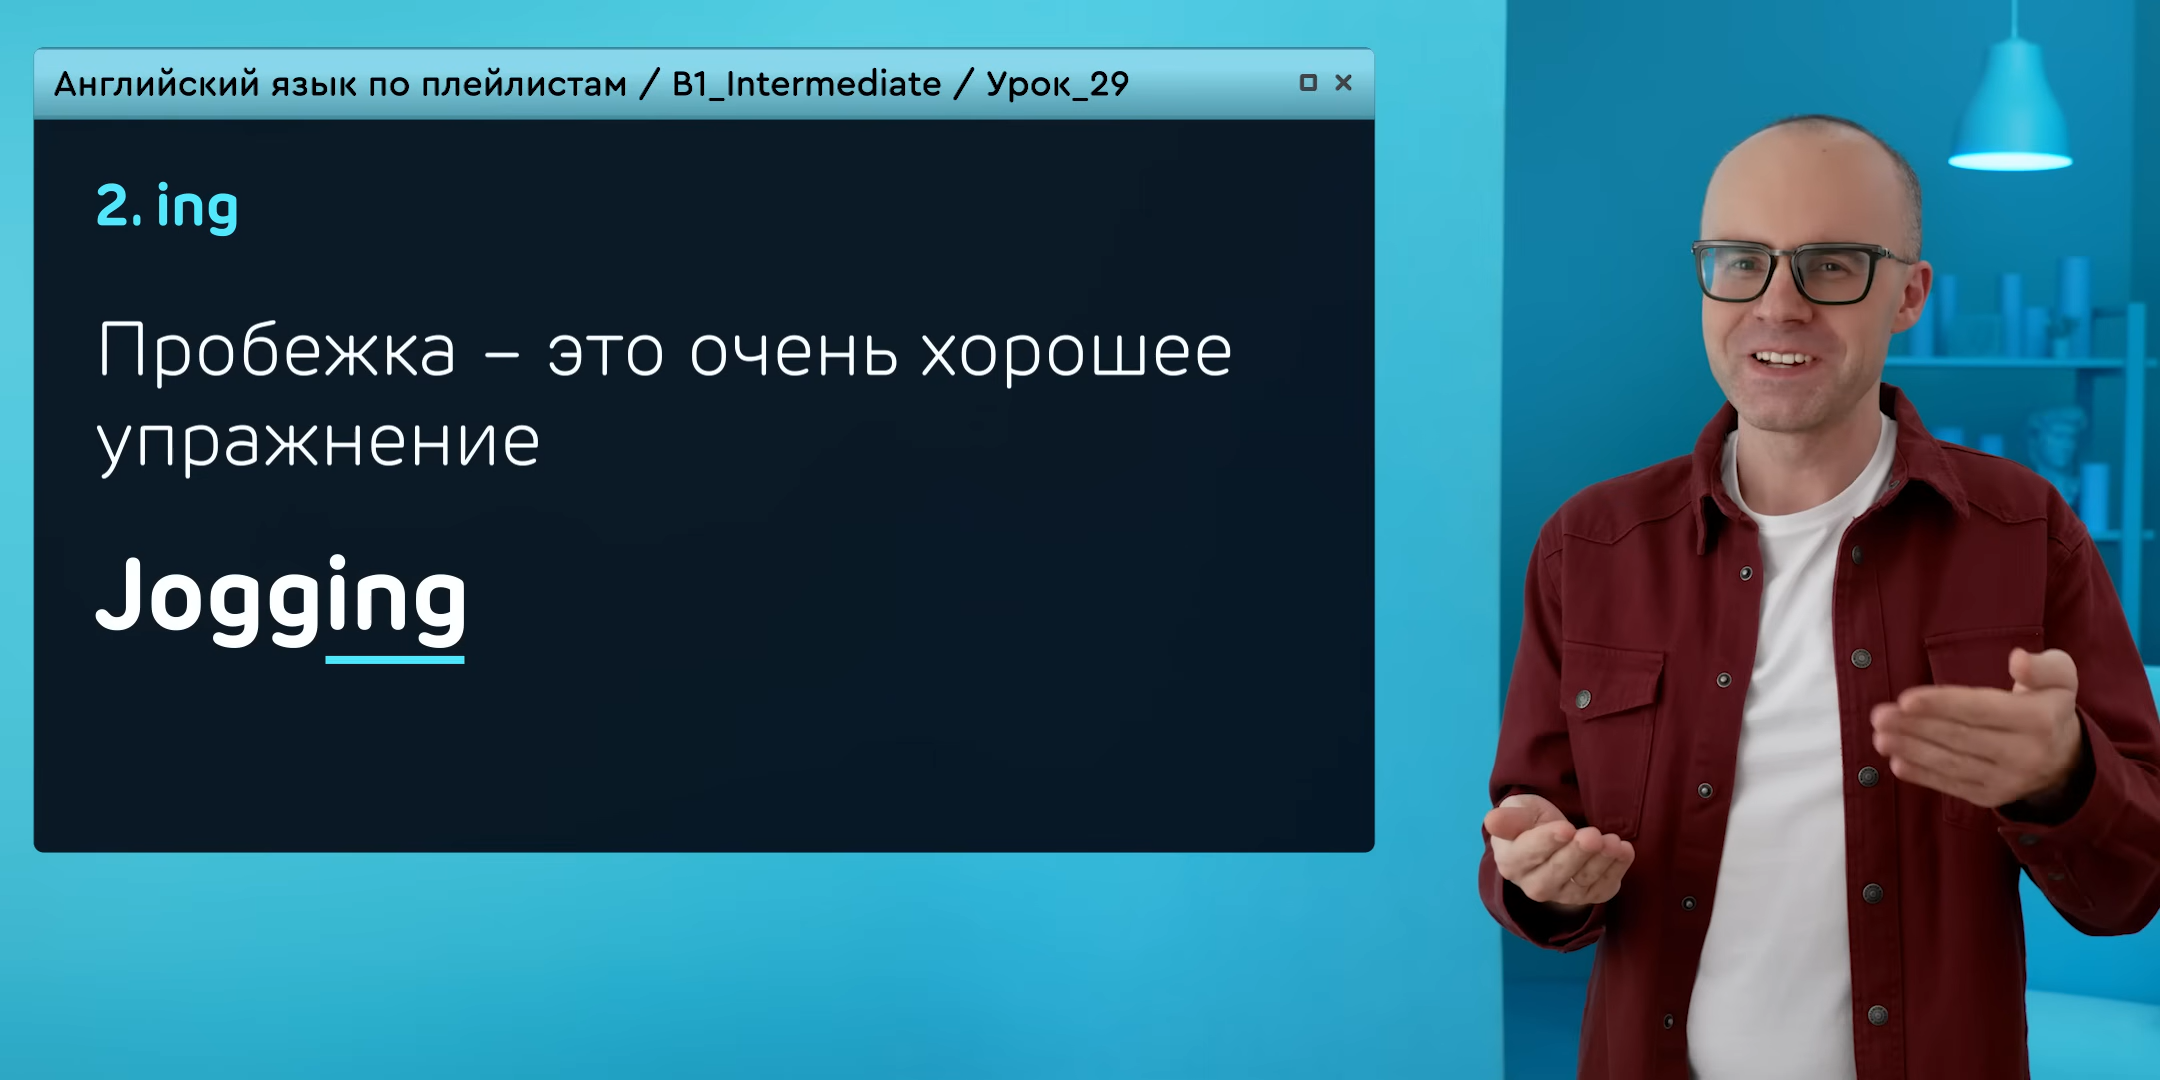 Английский язык по плейлистам / B1_Intermediate / Урок_29
2. ing
Пробежка – это очень хорошее
упражнение
Jogging